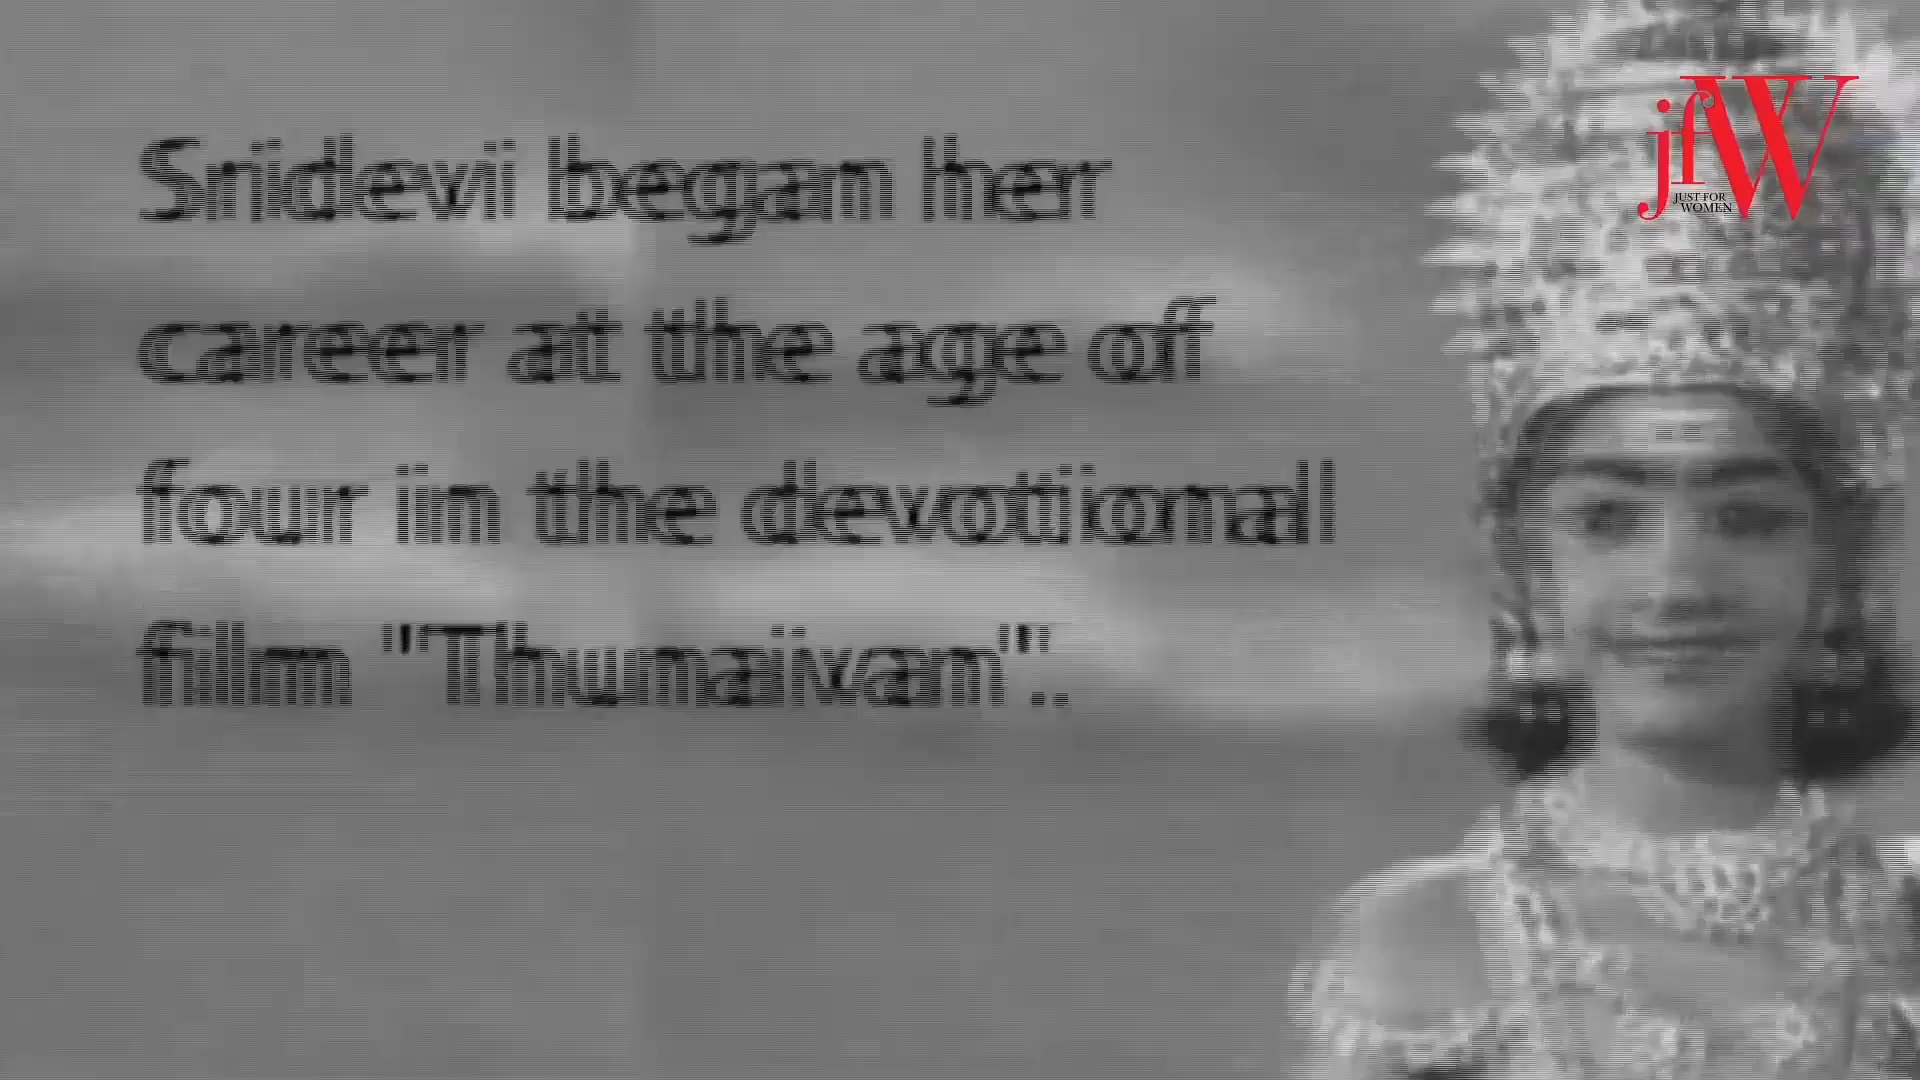 Sridevi began her
career at the age of
four in the devotional
film "Thunaivan"..
jfW
JUST FOR
WOMEN